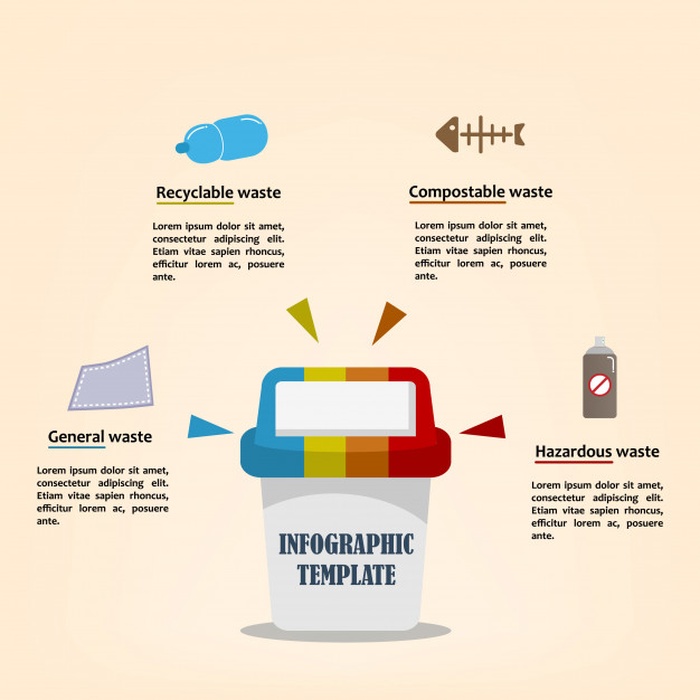 Recyclable waste
Lorem ipsum dolor sit amet,
consectetur adipiscing elit.
Etiam vitae sapien rhoncus,
efficitur lorem ac, posuere
ante.
Compostable waste
Lorem ipsum dolor sit amet,
consectetur adipiscing elit.
Etiam vitae sapien rhoncus,
efficitur lorem ac, posuere
ante.
General waste
Lorem ipsum dolor sit amet,
consectetur adipiscing elit.
Etiam vitae sapien rhoncus,
efficitur lorem ac, posuere
ante.
Hazardous waste
Lorem ipsum dolor sit amet,
consectetur adipiscing elit.
Etiam vitae sapien rhoncus,
efficitur lorem ac, posuere
ante.
INFOGRAPHIC
TEMPLATE